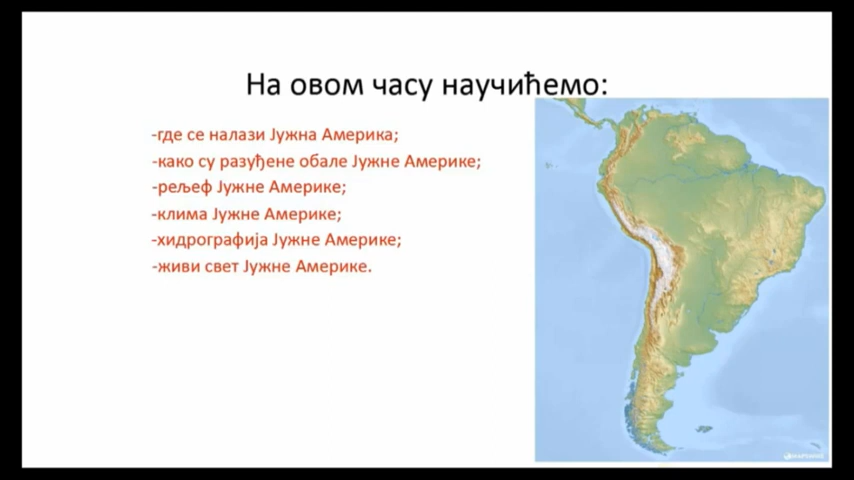 На овом часу научићемо:
-где се налази Јужна Америка;
-како су разуђене обале Јужне Америке;
-рељеф Јужне Америке;
-клима Јужне Америке;
-хидрографија Јужне Америке;
-живи свет Јужне Америке.